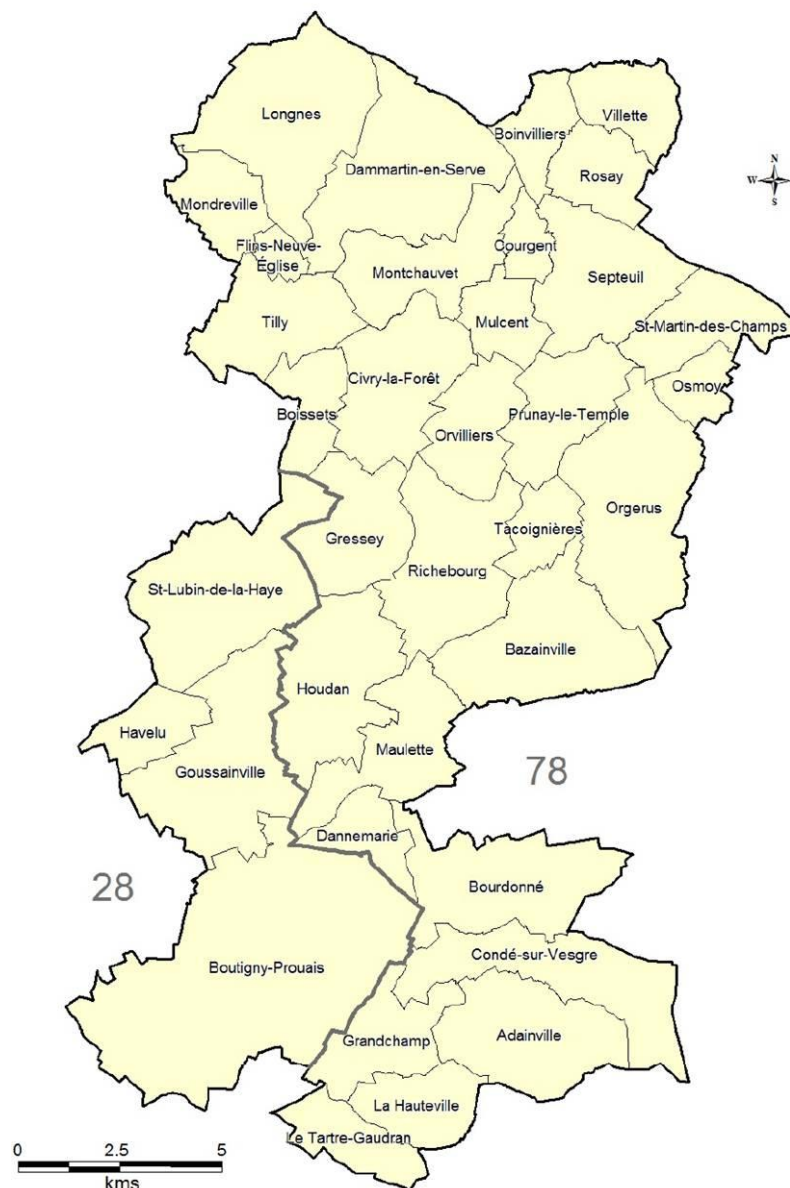 Longnes
Villette
Boinvilliers
Dammartin-en-Serve
Rosay
N
W
E
S
Mondreville
Flins-Neuve-
Église
Courgent
Montchauvet
Septeuil
Tilly
Mulcent
St-Martin-des-Champs
Civry-la-Forêt
Osmoy
Boissets
Prunay-le-Temple
Orvilliers
Orgerus
Tacoignières
Gressey
Richebourg
St-Lubin-de-la-Haye
Bazainville
Houdan
Havelu
Maulette
Goussainville
78
Dannemarie
28
Bourdonné
Boutigny-Prouais
Condé-sur-Vesgre
Grandchamp
Adainville
La Hauteville
Le Tartre-Gaudran
0 2.5 5
kms